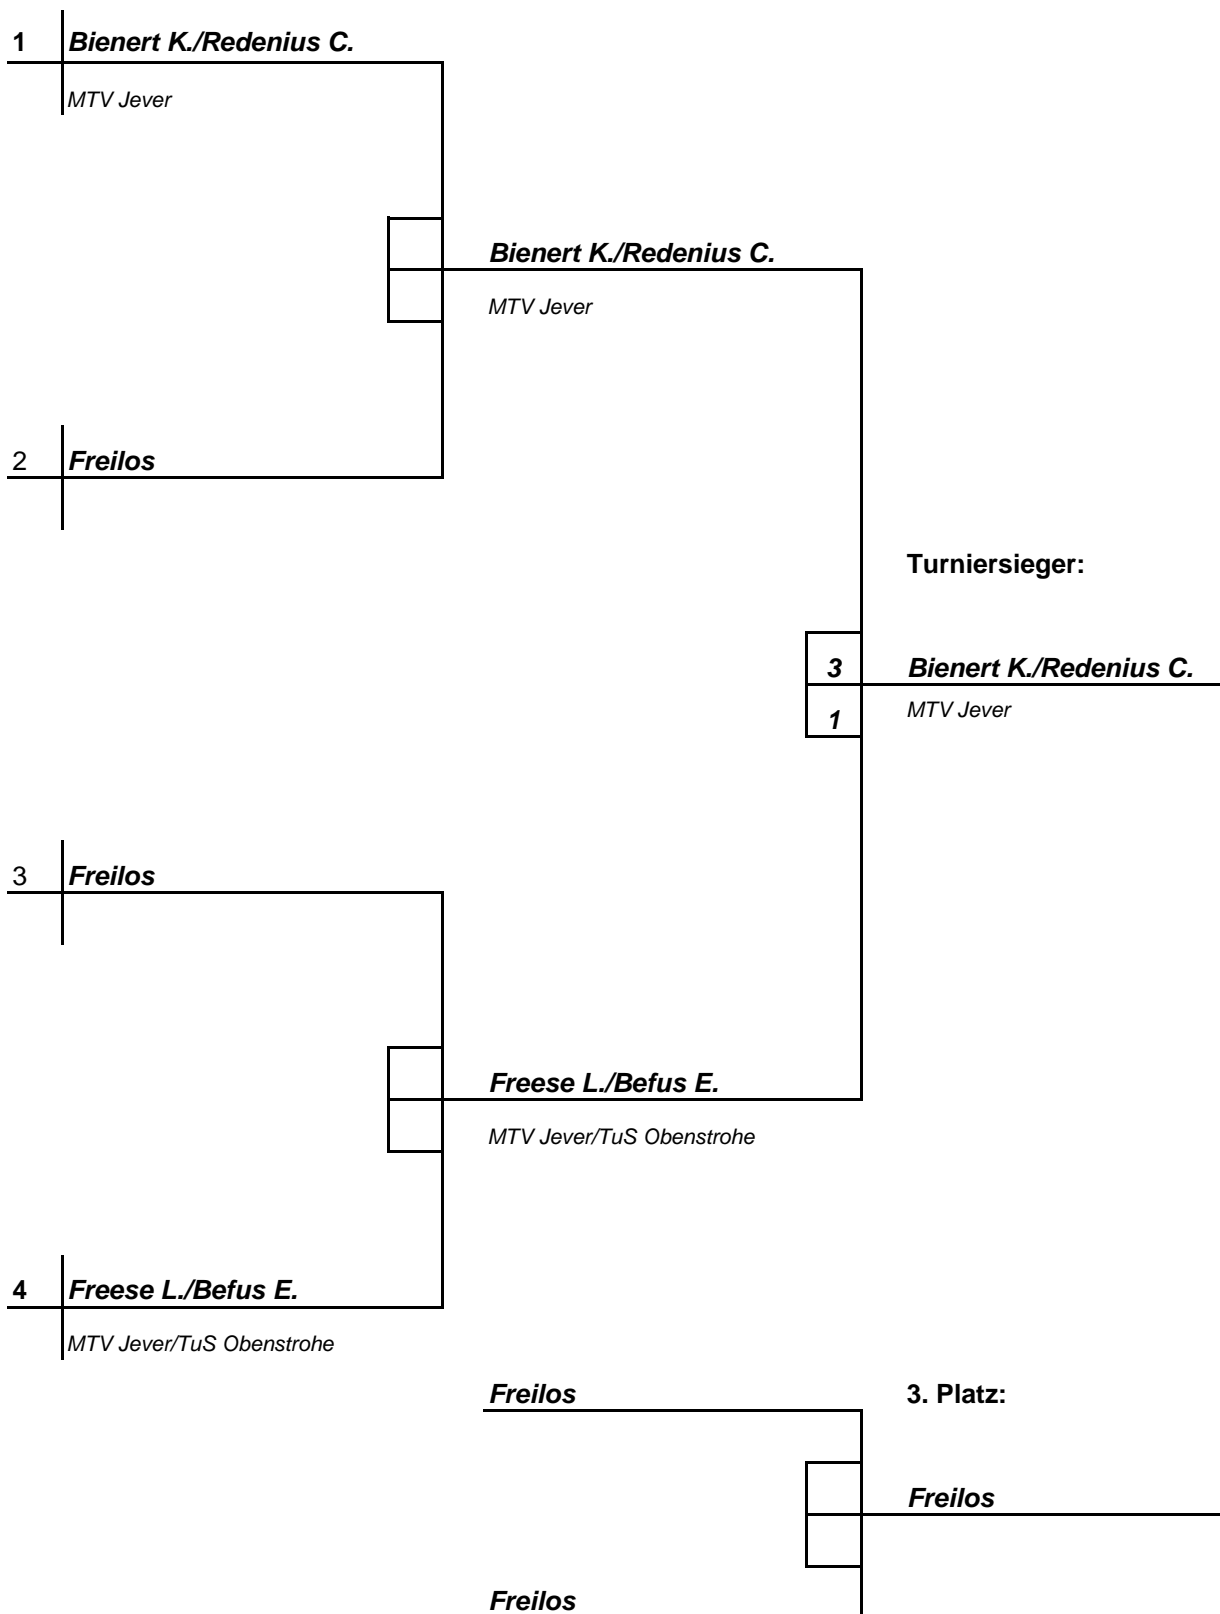 1 Bienert K./Redenius C.
MTV Jever
Bienert K./Redenius C.
MTV Jever
2 Freilos
Turniersieger:
3 Bienert K./Redenius C.
1 MTV Jever
3 Freilos
Freese L./Befus E.
MTV Jever/TuS Obenstrohe
4 Freese L./Befus E.
MTV Jever/TuS Obenstrohe
Freilos 3. Platz:
Freilos
Freilos